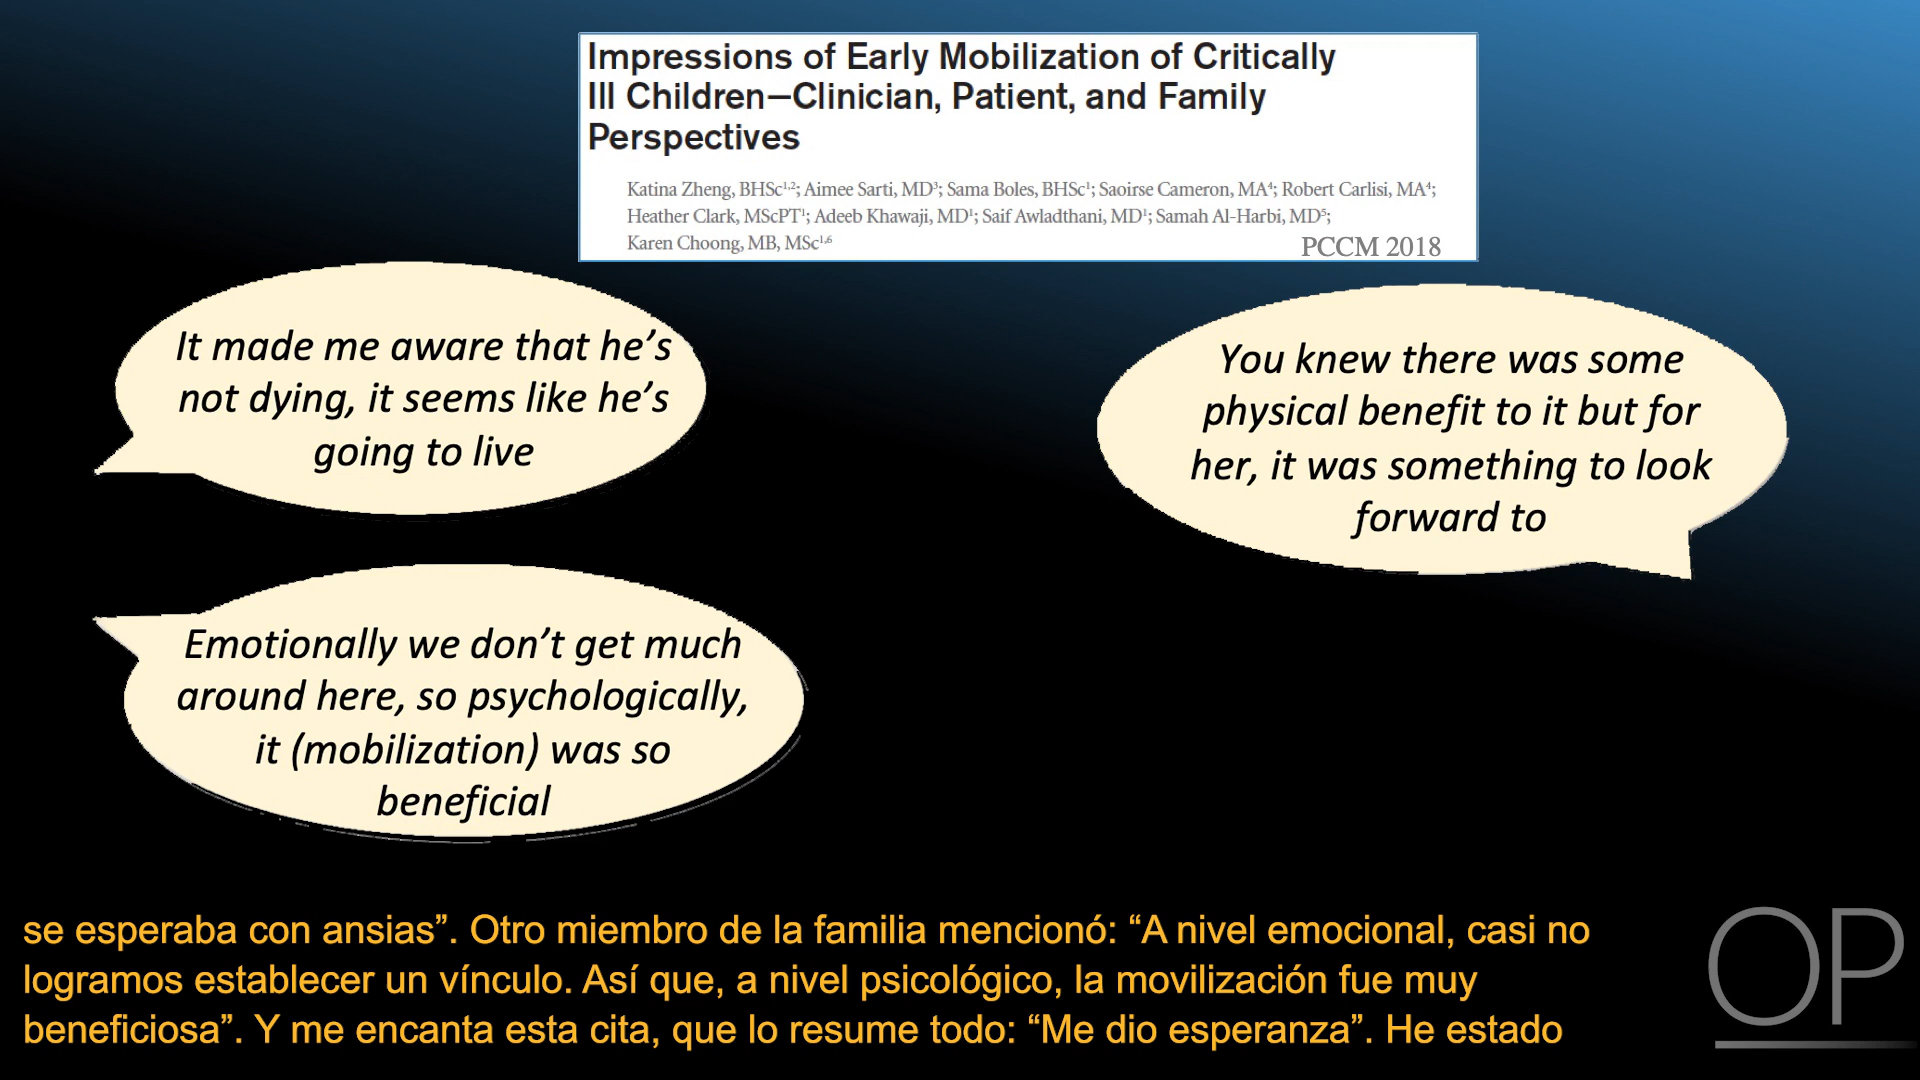 Impressions of Early Mobilization of Critically
Ill Children—Clinician, Patient, and Family
Perspectives
Katina Zheng, BHSc1,2; Aimee Sarti, MD3; Sama Boles, BHSc1; Saoirse Cameron, MA4; Robert Carlisi, MA4;
Heather Clark, MScPT1; Adeeb Khawaji, MD1; Saif Awladthani, MD1; Samah Al-Harbi, MD5;
Karen Choong, MB, MSc1,6
PCCM 2018
It made me aware that he’s
not dying, it seems like he’s
going to live
You knew there was some
physical benefit to it but for
her, it was something to look
forward to
Emotionally we don’t get much
around here, so psychologically,
it (mobilization) was so
beneficial
se esperaba con ansias”. Otro miembro de la familia mencionó: “A nivel emocional, casi no
logramos establecer un vínculo. Así que, a nivel psicológico, la movilización fue muy
beneficiosa”. Y me encanta esta cita, que lo resume todo: “Me dio esperanza”. He estado
OP